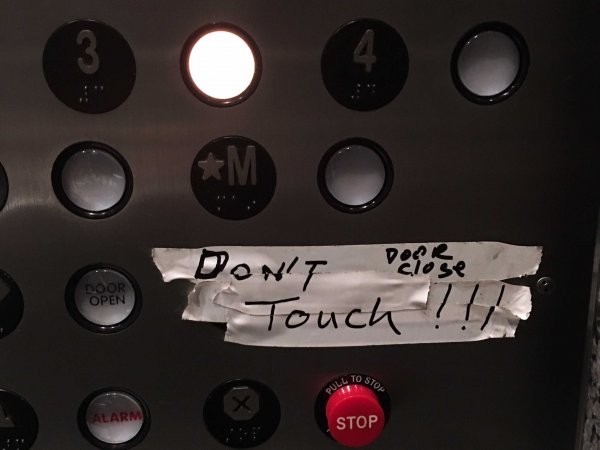 3 4
★M
DON'T DOOR
close
Touch!!!
DOOR
OPEN
PULL TO STOP
ALARM STOP